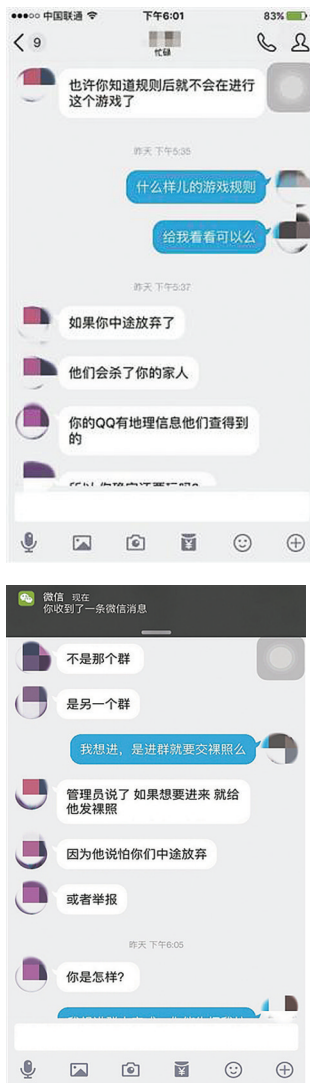 中国联通
下午6:01
83%
9
忙碌
也许你知道规则后就不会在进行
这个游戏了
昨天 下午5:35
什么样儿的游戏规则
给我看看可以么
昨天 下午5:37
如果你中途放弃了
他们会杀了你的家人
你的QQ有地理信息他们查得到
的
微信 现在
你收到了一条微信消息
不是那个群
是另一个群
我想进，是进群就要交裸照么
管理员说了 如果想要进来 就给
他发裸照
因为他说怕你们中途放弃
或者举报
昨天 下午6:05
你是怎样?